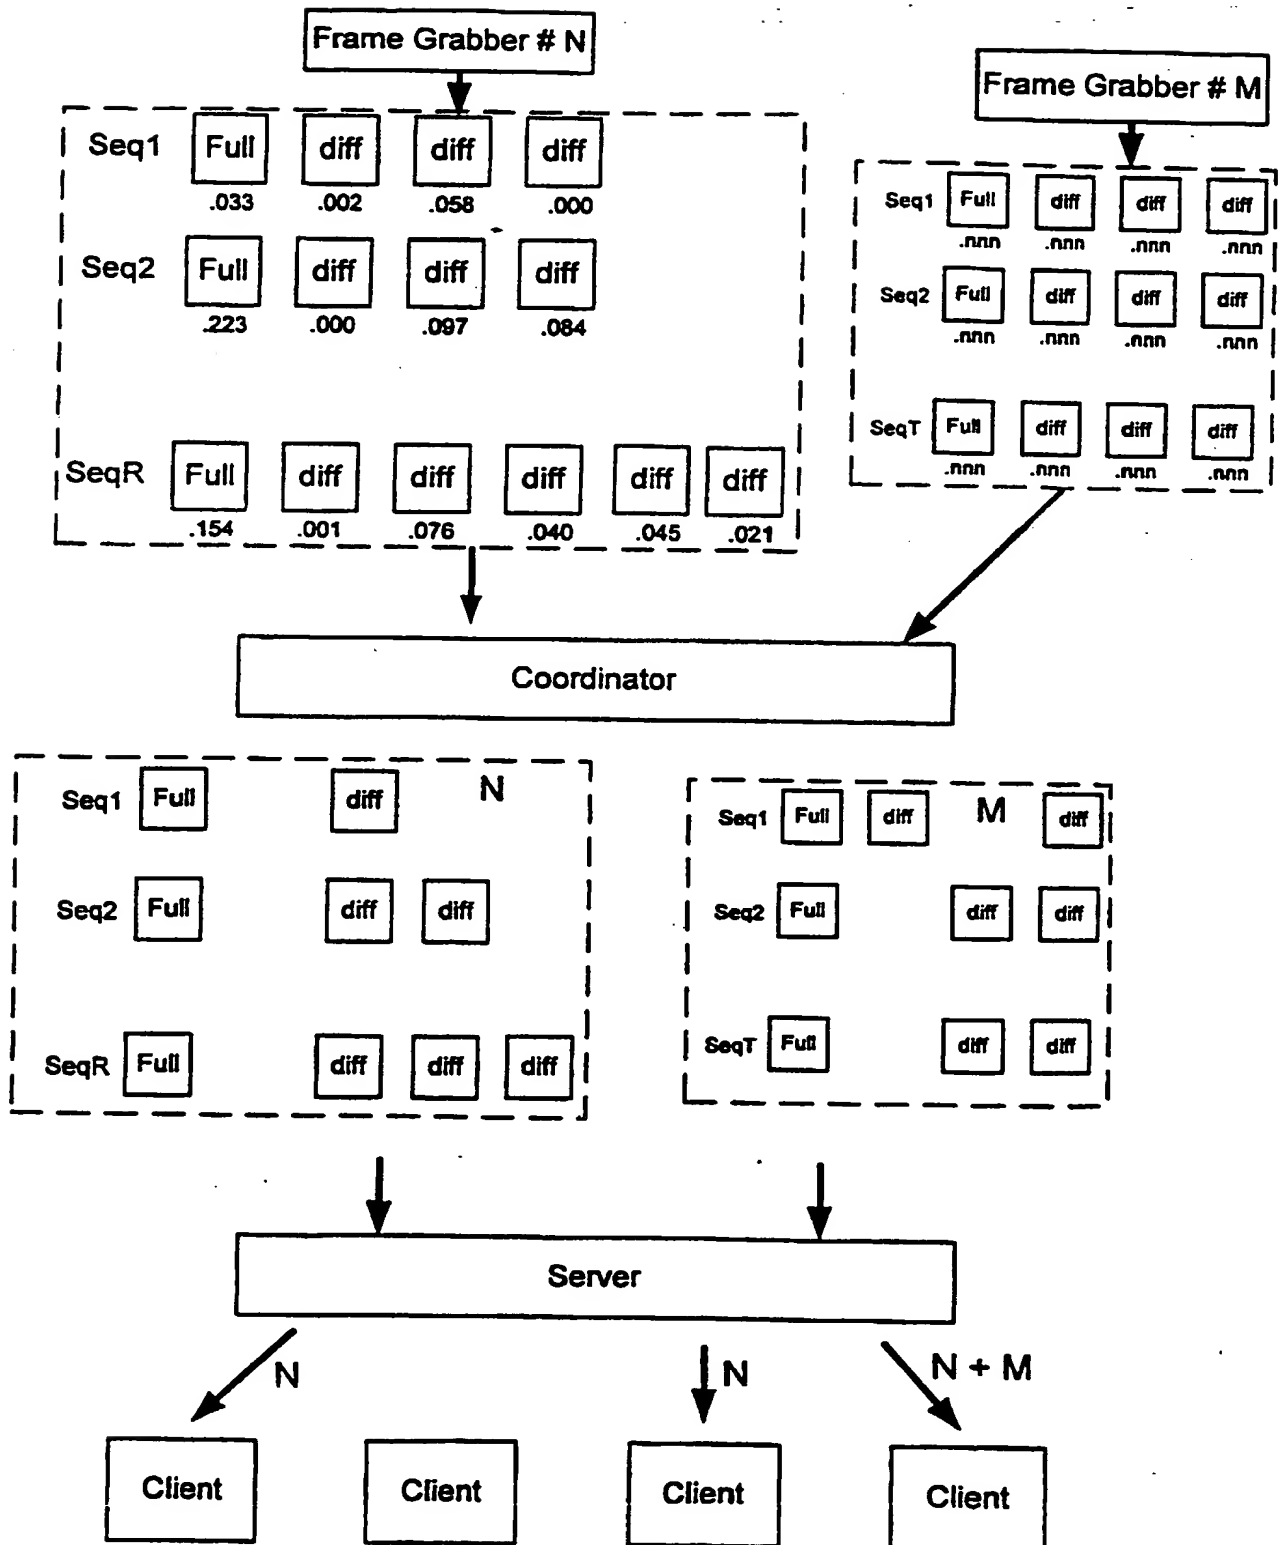 Frame Grabber # N
Frame Grabber # M
Seq1 Full diff diff diff
.033 .002 .058 .000
Seq2 Full diff diff diff
.223 .000 .097 .084
SeqR Full diff diff diff diff diff
.154 .001 .076 .040 .045 .021
Seq1 Full diff diff diff
.nnn .nnn .nnn .nnn
Seq2 Full diff diff diff
.nnn .nnn .nnn .nnn
SeqT Full diff diff diff
.nnn .nnn .nnn .nnn
Coordinator
Seq1 Full diff N
Seq2 Full diff diff
SeqR Full diff diff diff
Seq1 Full diff M diff
Seq2 Full diff diff
SeqT Full diff diff
Server
N N N + M
Client Client Client Client